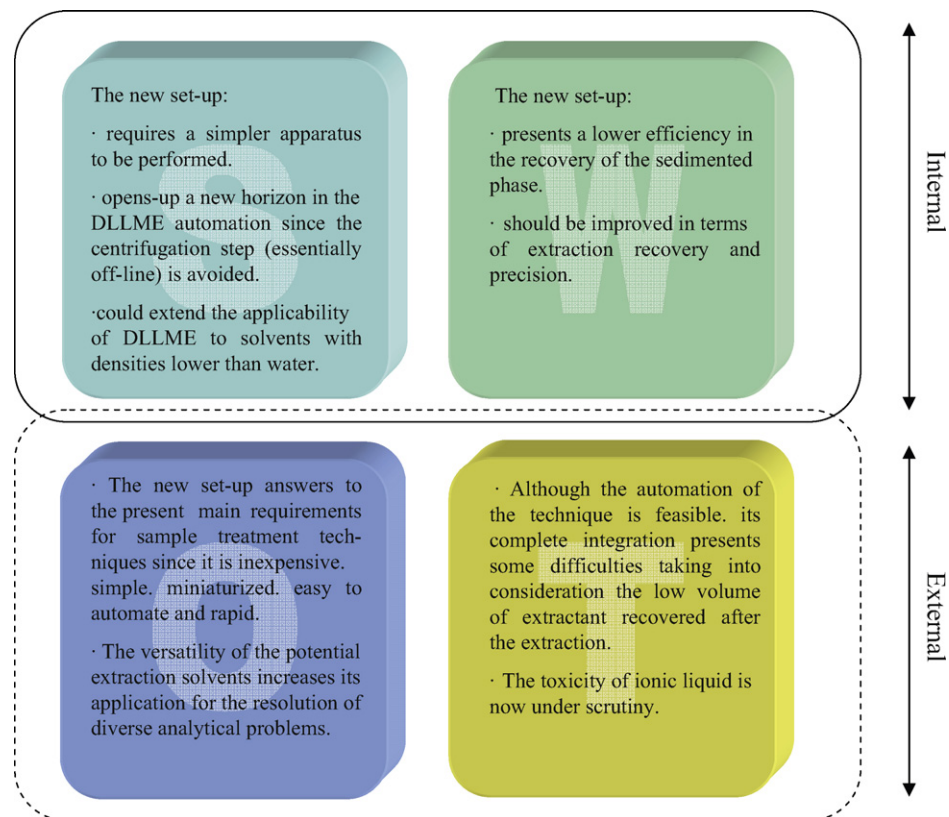 The new set-up:
· requires a simpler apparatus
to be performed.
· opens-up a new horizon in the
DLLME automation since the
centrifugation step (essentially
off-line) is avoided.
·could extend the applicability
of DLLME to solvents with
densities lower than water.
S
The new set-up:
· presents a lower efficiency in
the recovery of the sedimented
phase.
· should be improved in terms
of extraction recovery and
precision.
W
Internal
· The new set-up answers to
the present main requirements
for sample treatment tech-
niques since it is inexpensive.
simple. miniaturized. easy to
automate and rapid.
· The versatility of the potential
extraction solvents increases its
application for the resolution of
diverse analytical problems.
O
· Although the automation of
the technique is feasible. its
complete integration presents
some difficulties taking into
consideration the low volume
of extractant recovered after
the extraction.
· The toxicity of ionic liquid is
now under scrutiny.
T
External